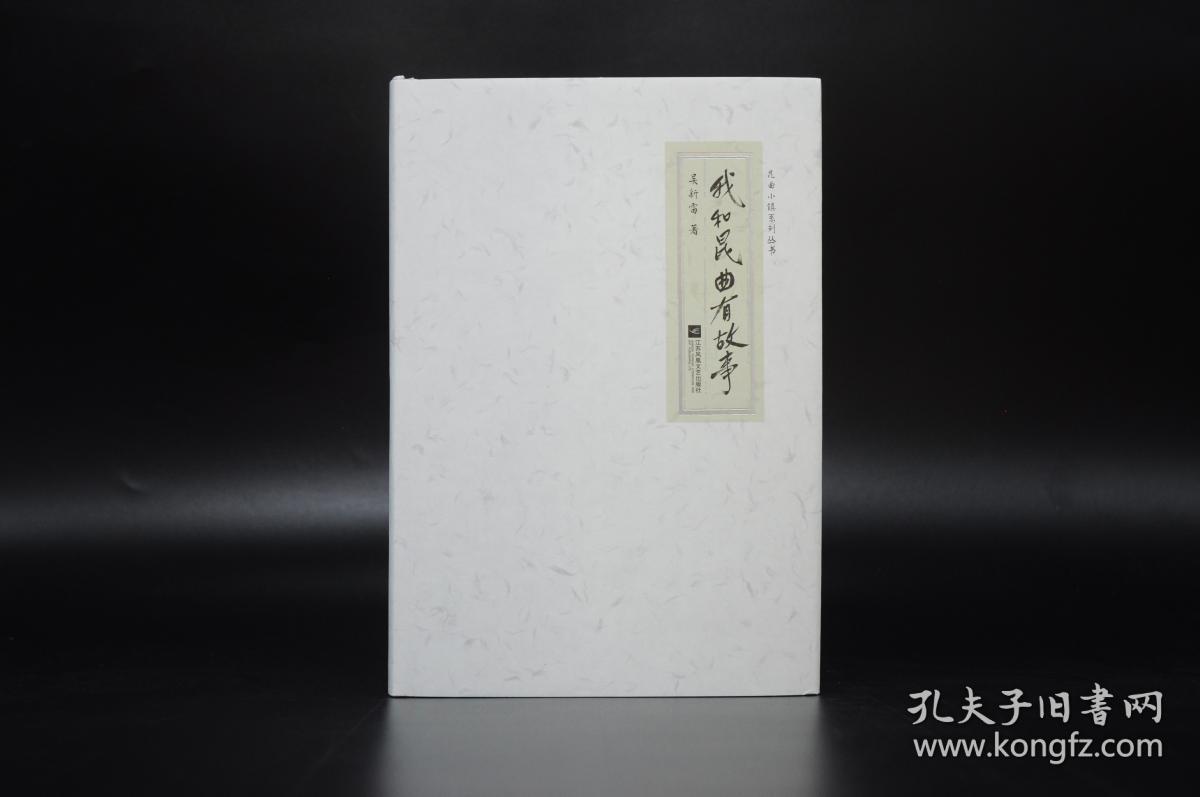 昆曲小镇系列丛书
我和昆曲有故事
吴新雷 著
江苏凤凰文艺出版社
孔夫子旧書网
www.kongfz.com